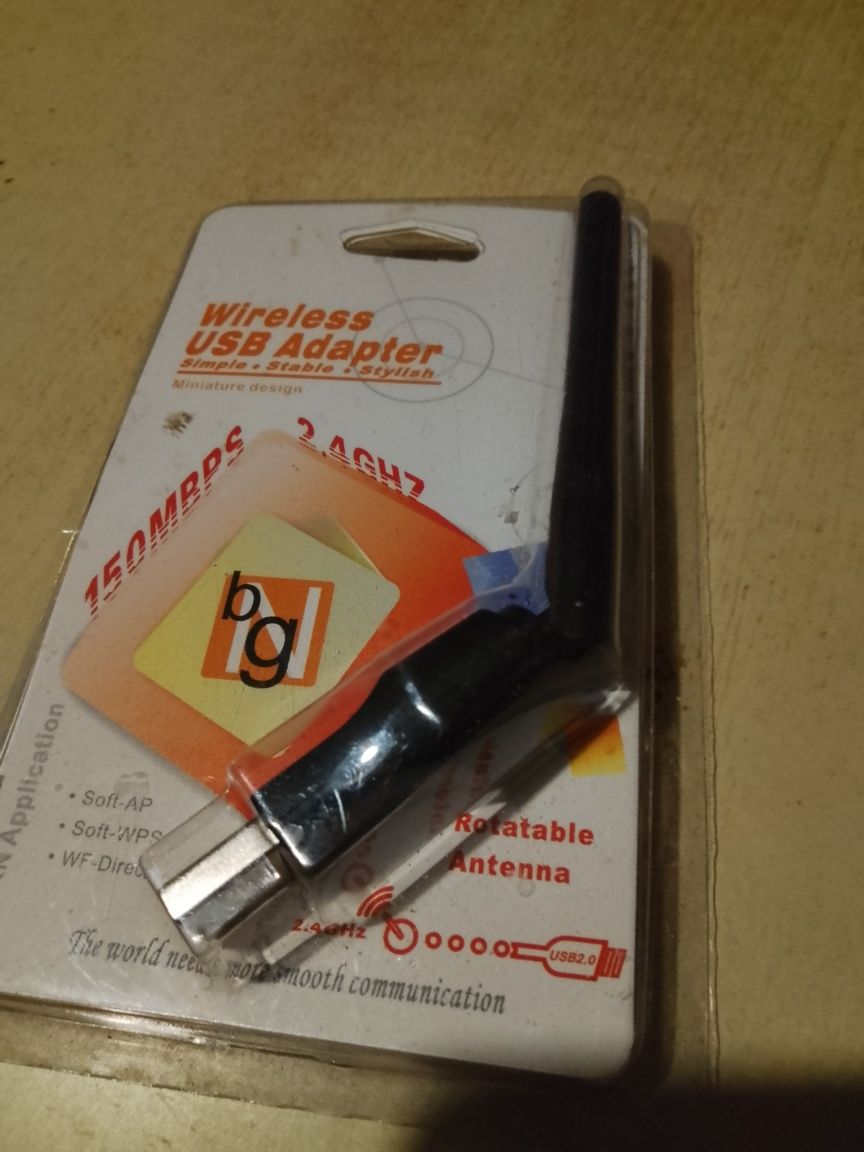 Wireless
USB Adapter
Simple • Stable • Stylish
Miniature design
150MBPS
2.4GHZ
b
g
N
Application
• Soft-AP
• Soft-WPS
Rotatable
Antenna
2.4GHz
USB2.0
The world needs more smooth communication